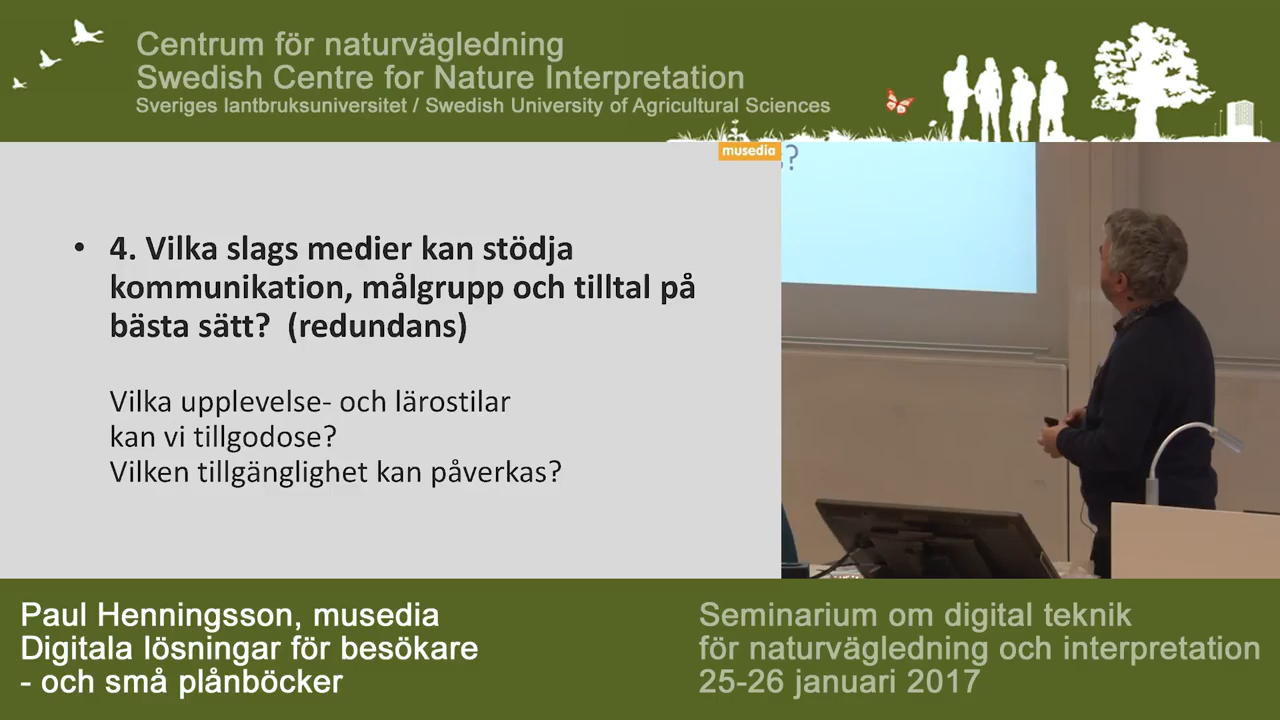 Centrum för naturvägledning
Swedish Centre for Nature Interpretation
Sveriges lantbruksuniversitet / Swedish University of Agricultural Sciences
musedia
?
• 4. Vilka slags medier kan stödja
kommunikation, målgrupp och tilltal på
bästa sätt? (redundans)
Vilka upplevelse- och lärostilar
kan vi tillgodose?
Vilken tillgänglighet kan påverkas?
Paul Henningsson, musedia
Digitala lösningar för besökare
- och små plånböcker
Seminarium om digital teknik
för naturvägledning och interpretation
25-26 januari 2017